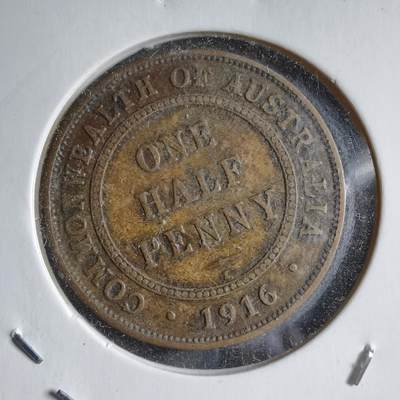 COMMONWEALTH OF AUSTRALIA
ONE
HALF
PENNY
· 1916 ·